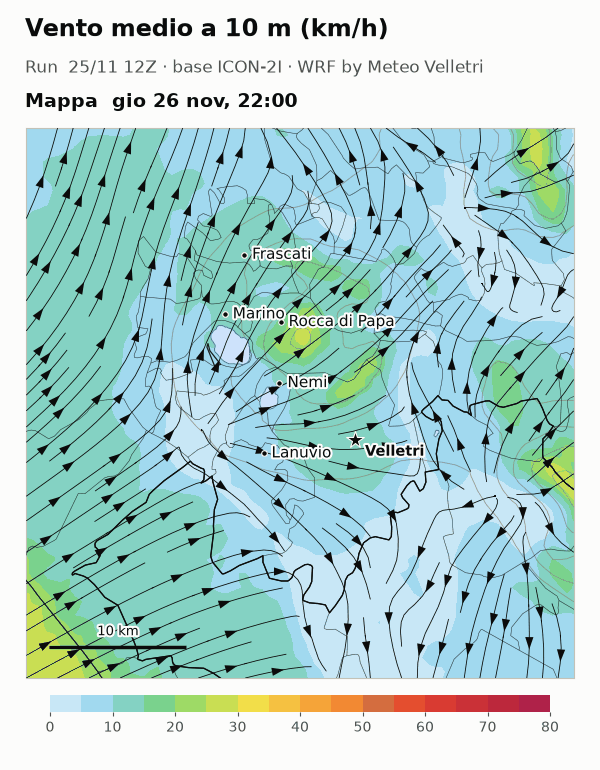 Vento medio a 10 m (km/h)
Run 25/11 12Z · base ICON-2I · WRF by Meteo Velletri
Mappa gio 26 nov, 22:00
Frascati
Marino
Rocca di Papa
Nemi
Lanuvio
Velletri
10 km
0 10 20 30 40 50 60 70 80